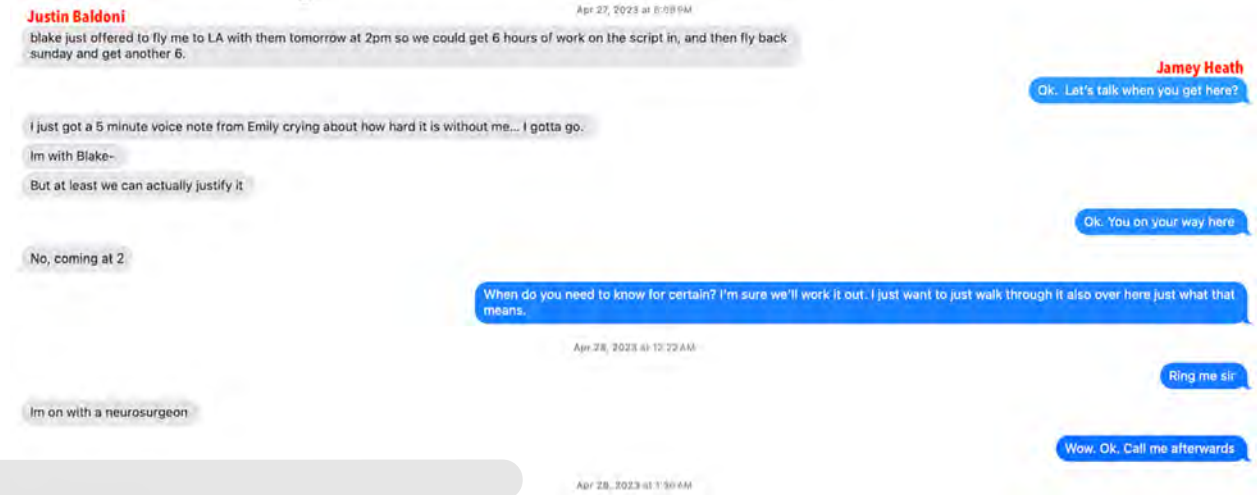 Apr 27, 2023 at
Justin Baldoni
blake just offered to fly me to LA with them tomorrow at 2pm so we could get 6 hours of work on the script in, and then fly back
sunday and get another 6.
Jamey Heath
Ok. Let's talk when you get here?
I just got a 5 minute voice note from Emily crying about how hard it is without me... I gotta go.
Im with Blake-
But at least we can actually justify it
Ok. You on your way here
No, coming at 2
When do you need to know for certain? I'm sure we'll work it out. I just want to just walk through it also over here just what that
means.
Apr 28, 2023 at 12:22 AM
Ring me sir
Im on with a neurosurgeon
Wow. Ok. Call me afterwards
Apr 28, 2023 at AM